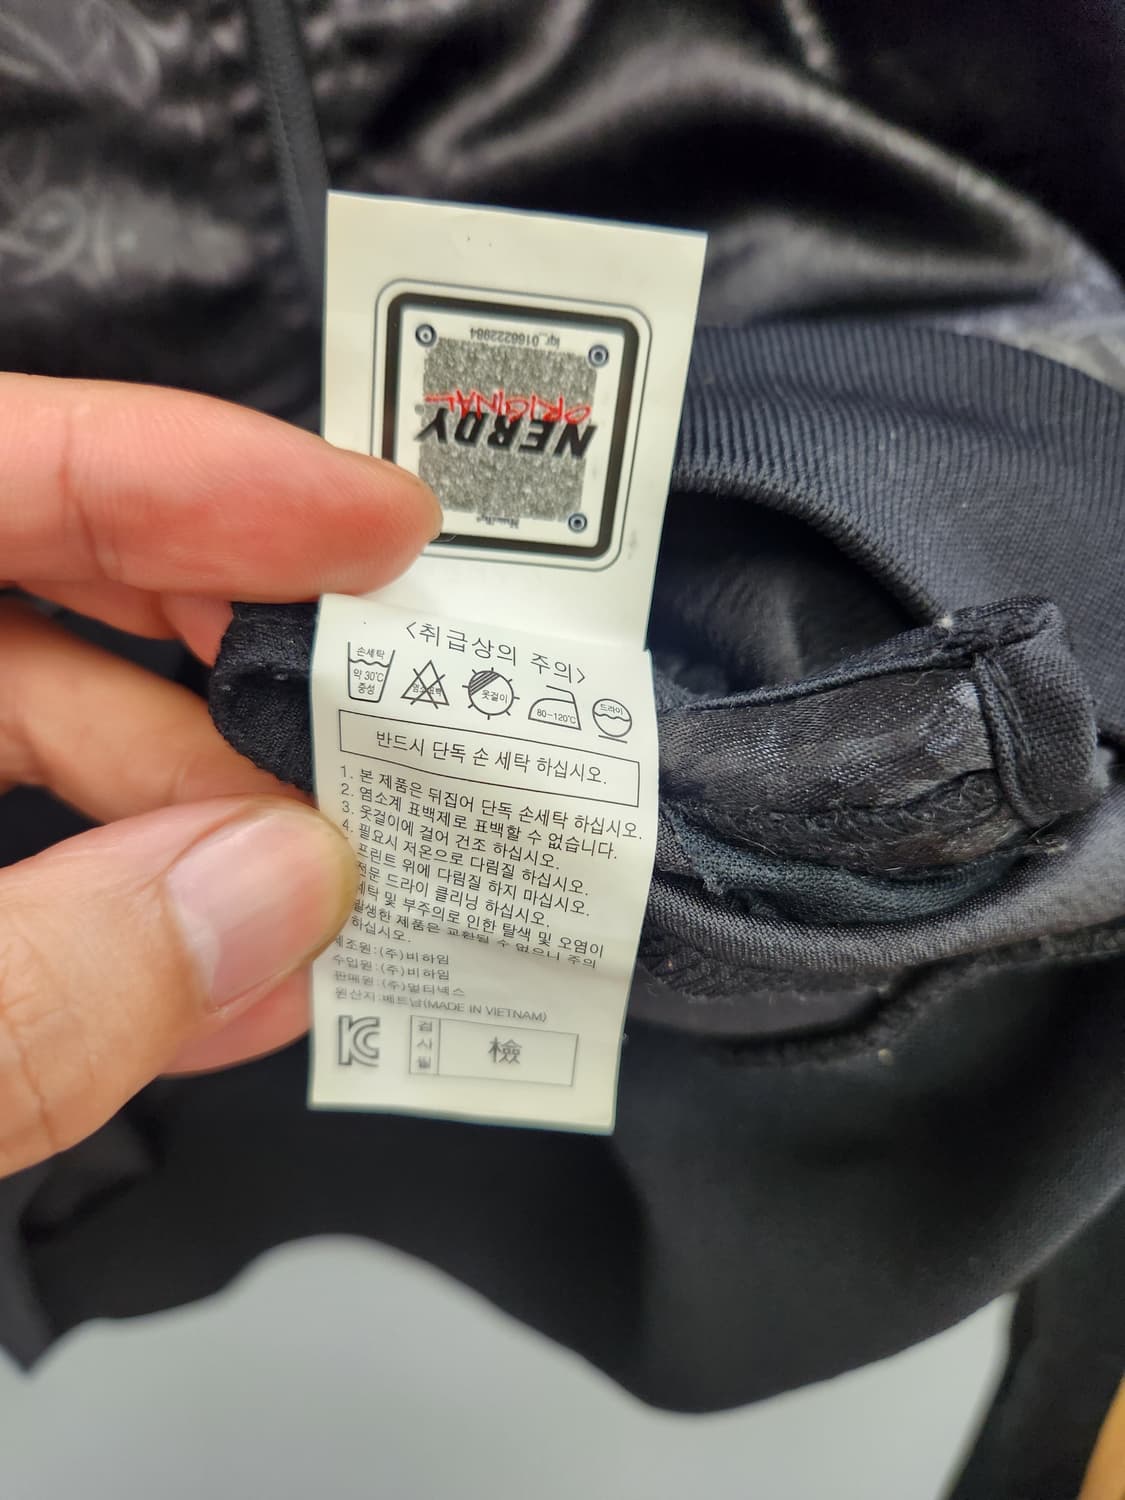 kjr_0166222984
ORIGINAL
NERDY
<취급상의 주의>
손세탁
약 30℃
중성
염소표백
옷걸이
80~120℃
드라이
반드시 단독 손 세탁 하십시오.
1. 본 제품은 뒤집어 단독 손세탁 하십시오.
2. 염소계 표백제로 표백할 수 없습니다.
3. 옷걸이에 걸어 건조 하십시오.
4. 필요시 저온으로 다림질 하십시오.
프린트 위에 다림질 하지 마십시오.
전문 드라이 클리닝 하십시오.
세탁 및 부주의로 인한 탈색 및 오염이
발생한 제품은 교환될 수 없으니 주의
하십시오.
제조원:(주)비하임
수입원:(주)비하임
판매원:(주)멀티넥스
원산지:베트남(MADE IN VIETNAM)
KC
검사필
檢